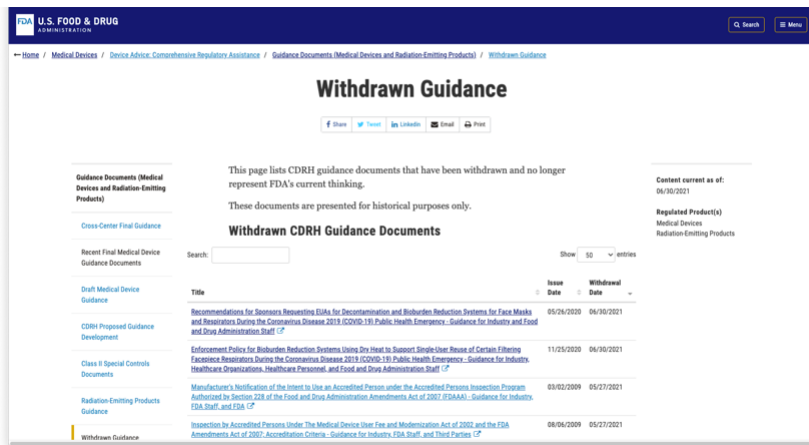 FDA U.S. FOOD & DRUG
ADMINISTRATION
Search
Menu
Home / Medical Devices / Device Advice: Comprehensive Regulatory Assistance / Guidance Documents (Medical Devices and Radiation-Emitting Products) / Withdrawn Guidance
Withdrawn Guidance
Share Tweet Linkedin Email Print
Guidance Documents (Medical
Devices and Radiation-Emitting
Products)
Cross-Center Final Guidance
Recent Final Medical Device
Guidance Documents
Draft Medical Device
Guidance
CDRH Proposed Guidance
Development
Class II Special Controls
Documents
Radiation-Emitting Products
Guidance
Withdrawn Guidance
This page lists CDRH guidance documents that have been withdrawn and no longer
represent FDA's current thinking.
These documents are presented for historical purposes only.
Withdrawn CDRH Guidance Documents
Search:
Show 50 entries
Title
Issue Date
Withdrawal Date
Recommendations for Sponsors Requesting EUAs for Decontamination and Bioburden Reduction Systems for Face Masks
and Respirators During the Coronavirus Disease 2019 (COVID-19) Public Health Emergency - Guidance for Industry and Food
and Drug Administration Staff
05/26/2020 06/30/2021
Enforcement Policy for Bioburden Reduction Systems Using Dry Heat to Support Single-User Reuse of Certain Filtering
Facepiece Respirators During the Coronavirus Disease 2019 (COVID-19) Public Health Emergency - Guidance for Industry,
Healthcare Organizations, Healthcare Personnel, and Food and Drug Administration Staff
11/25/2020 06/30/2021
Manufacturer's Notification of the Intent to Use an Accredited Person under the Accredited Persons Inspection Program
Authorized by Section 228 of the Food and Drug Administration Amendments Act of 2007 (FDAAA) - Guidance for Industry,
FDA Staff, and FDA
03/02/2009 05/27/2021
Inspection by Accredited Persons Under The Medical Device User Fee and Modernization Act of 2002 and the FDA
Amendments Act of 2007; Accreditation Criteria - Guidance for Industry, FDA Staff, and Third Parties
08/06/2009 05/27/2021
Content current as of:
06/30/2021
Regulated Product(s)
Medical Devices
Radiation-Emitting Products